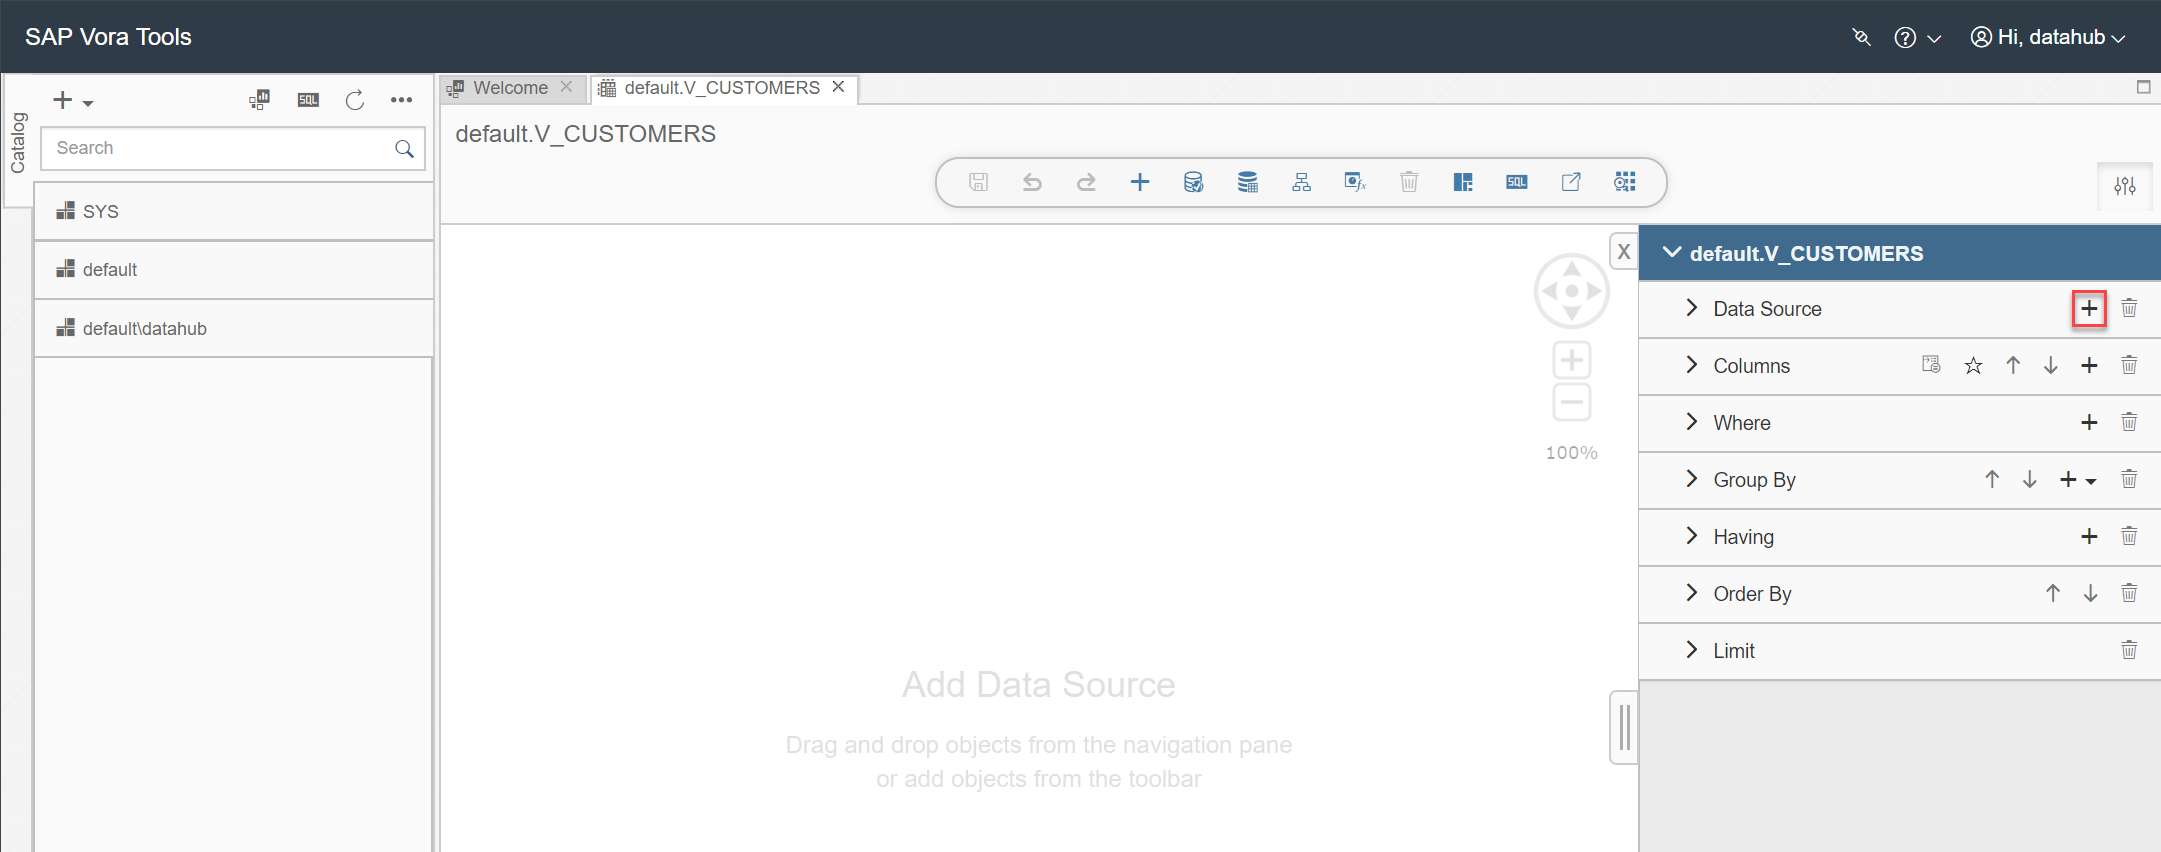 SAP Vora Tools
Hi, datahub
Catalog
SQL
Search
SYS
default
default\datahub
Welcome
default.V_CUSTOMERS
default.V_CUSTOMERS
SQL
X
100%
Add Data Source
Drag and drop objects from the navigation pane
or add objects from the toolbar
default.V_CUSTOMERS
Data Source
Columns
Where
Group By
Having
Order By
Limit